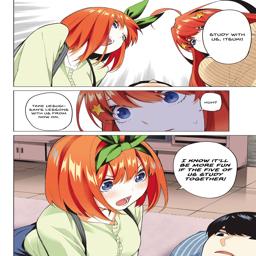 STUDY WITH
US, ITSUKI!
TAKE UESUGI-
SAN'S LESSONS
WITH US FROM
NOW ON.
HUH?
I KNOW IT'LL
BE MORE FUN
IF THE FIVE OF
US STUDY
TOGETHER!